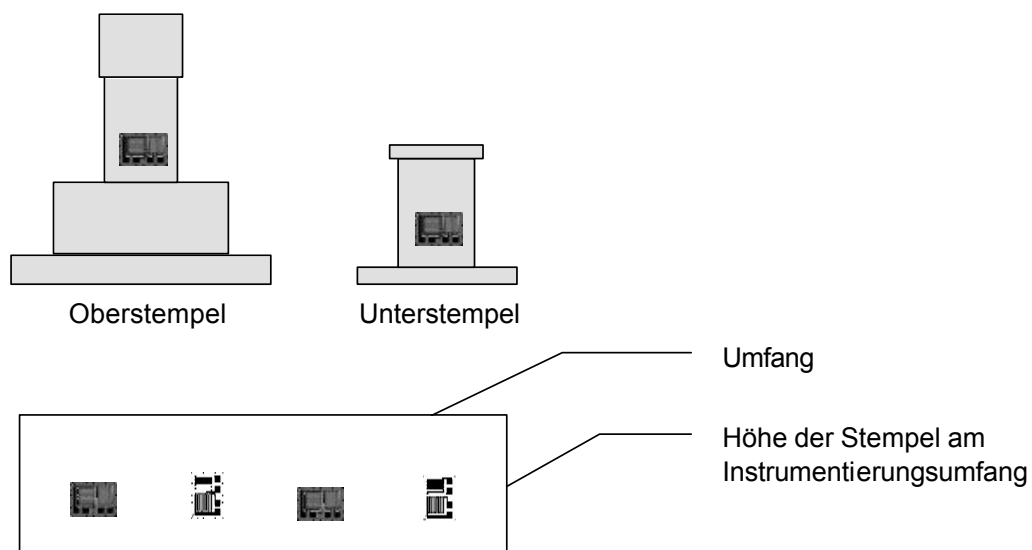 Oberstempel
Unterstempel
Umfang
Höhe der Stempel am
Instrumentierungsumfang